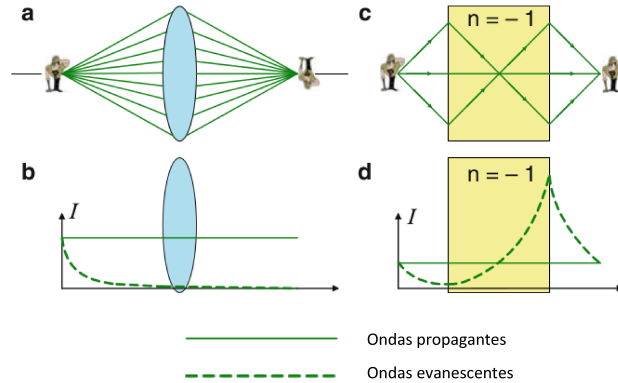 a
c
n = – 1
b
d
n = – 1
I
I
Ondas propagantes
Ondas evanescentes